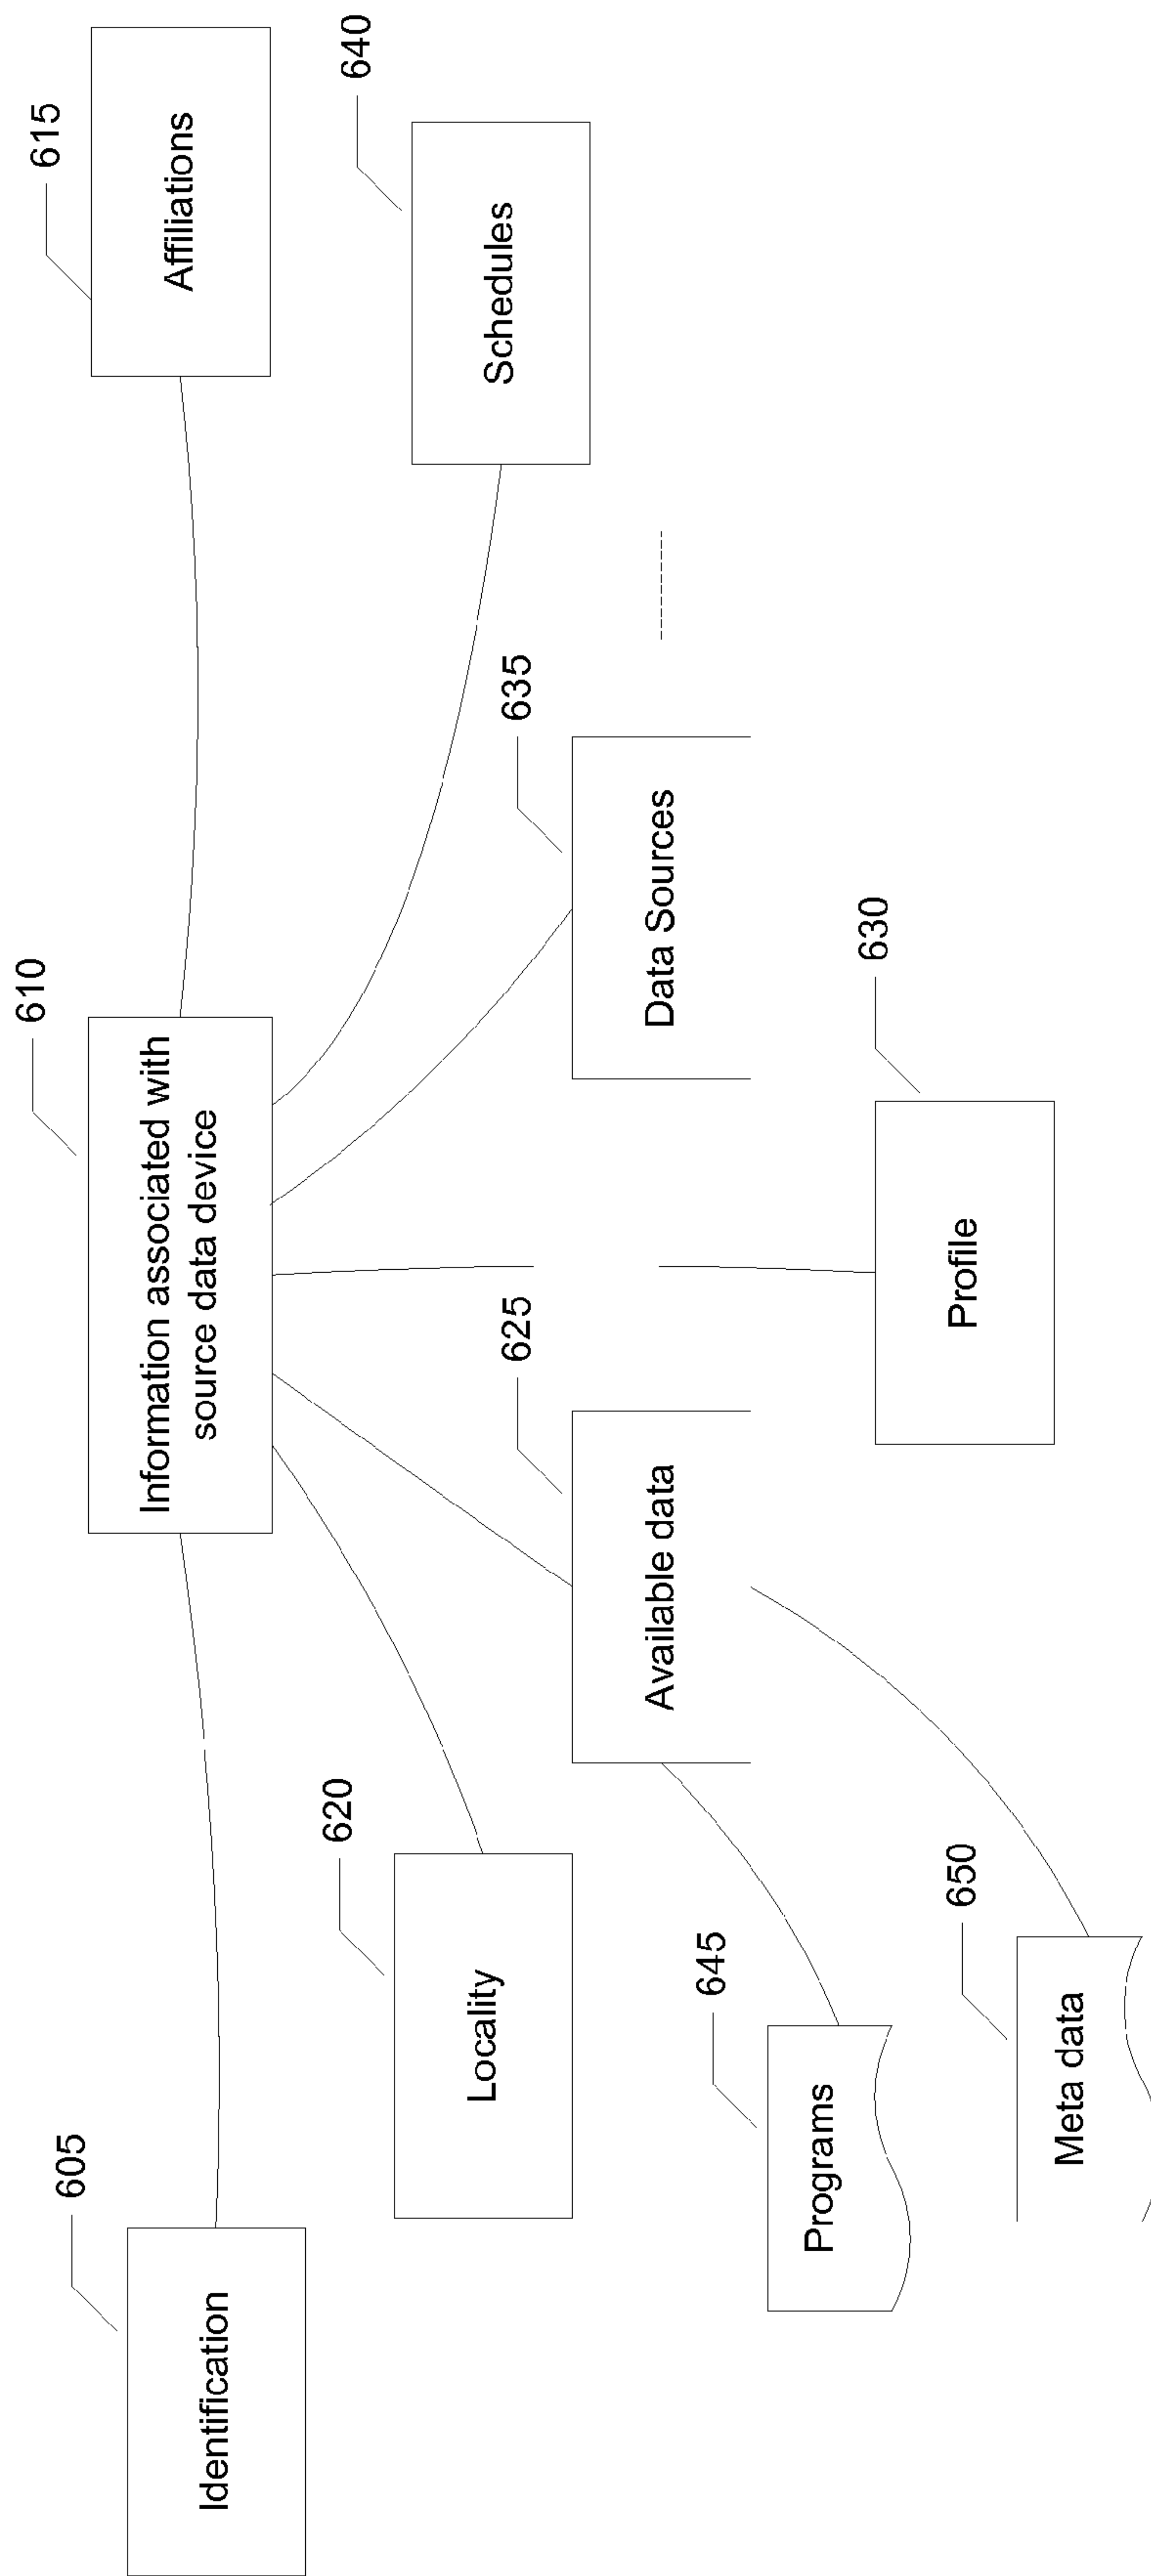 610
Information associated with
source data device
605
Identification
615
Affiliations
620
Locality
640
Schedules
625
Available data
635
Data Sources
645
Programs
630
Profile
650
Meta data